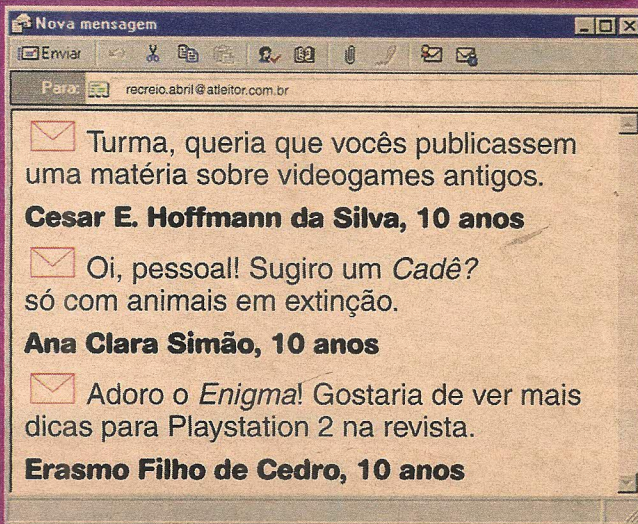 Nova mensagem
Enviar
Para: recreio.abril@atleitor.com.br
Turma, queria que vocês publicassem
uma matéria sobre videogames antigos.
Cesar E. Hoffmann da Silva, 10 anos
Oi, pessoal! Sugiro um Cadê?
só com animais em extinção.
Ana Clara Simão, 10 anos
Adoro o Enigma! Gostaria de ver mais
dicas para Playstation 2 na revista.
Erasmo Filho de Cedro, 10 anos